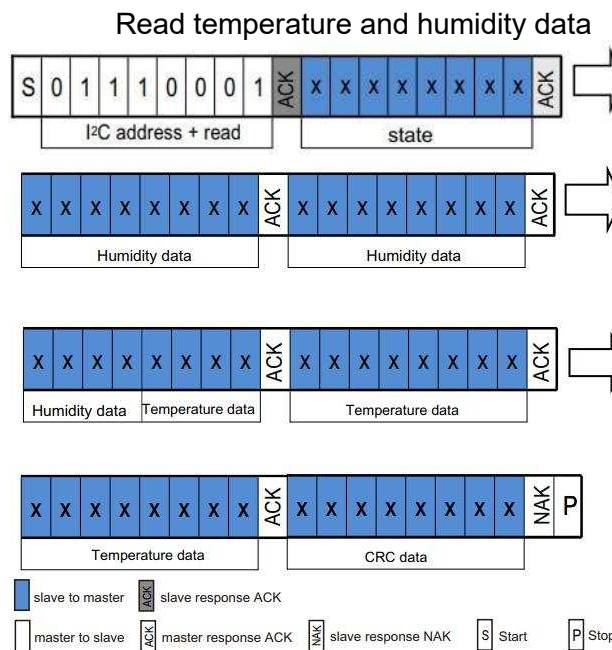 Read temperature and humidity data
S 0 1 1 1 0 0 0 1 ACK X X X X X X X X ACK
I²C address + read state
X X X X X X X X ACK X X X X X X X X ACK
Humidity data Humidity data
X X X X X X X X ACK X X X X X X X X ACK
Humidity data Temperature data Temperature data
X X X X X X X X ACK X X X X X X X X NAK P
Temperature data CRC data
slave to master ACK slave response ACK
master to slave ACK master response ACK NAK slave response NAK S Start P Stop